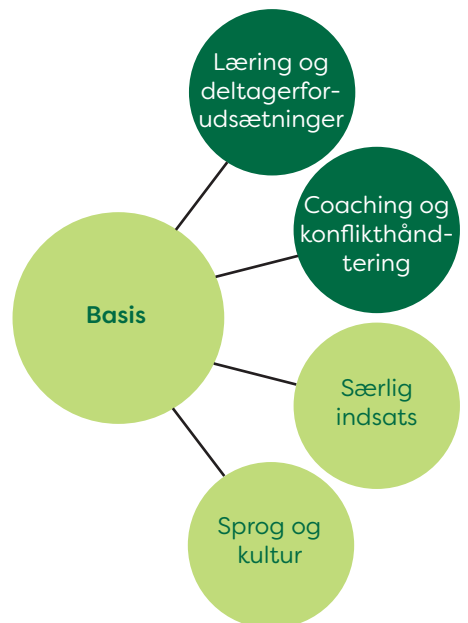 Læring og
deltagerfor-
udsætninger
Coaching og
konflikthånd-
tering
Basis
Særlig
indsats
Sprog og
kultur